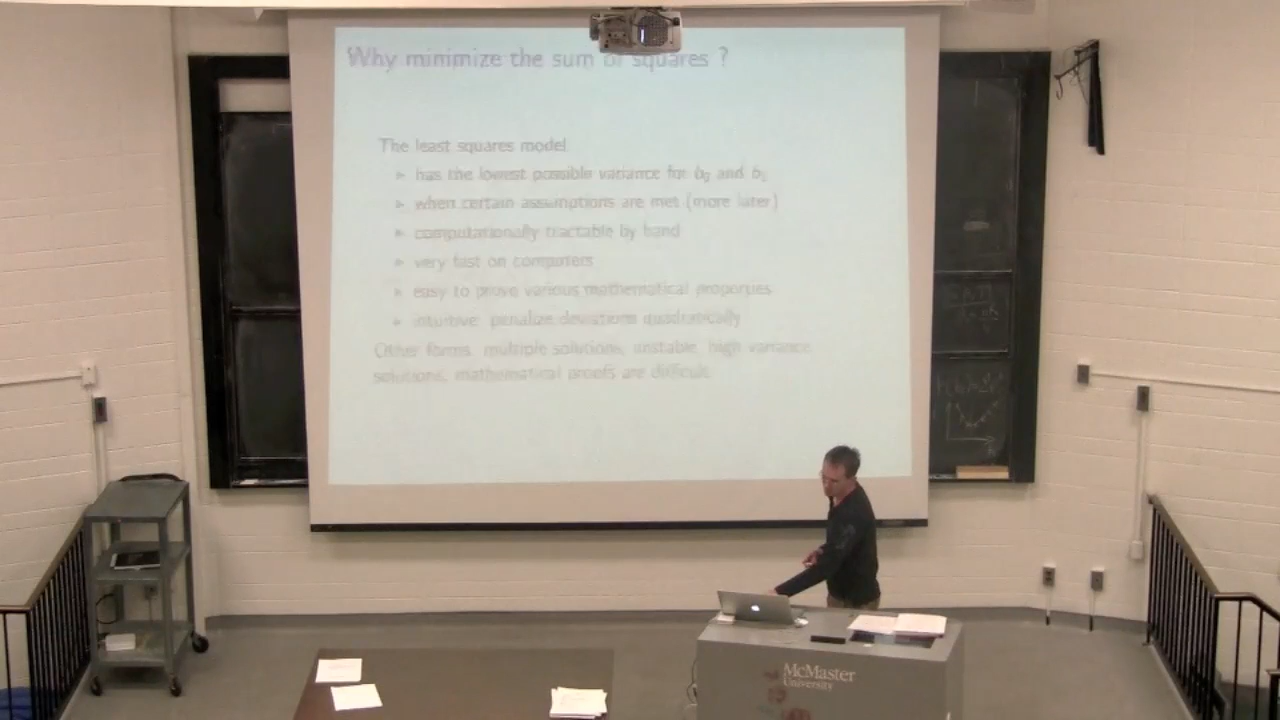 Why minimize the sum of squares ?
The least squares model
has the lowest possible variance for b₀ and b₁
when certain assumptions are met (more later)
computationally tractable by hand
very fast on computers
easy to prove various mathematical properties
intuitive: penalize deviations quadratically
Other forms: multiple solutions, unstable, high variance
solutions, mathematical proofs are difficult.
McMaster
University